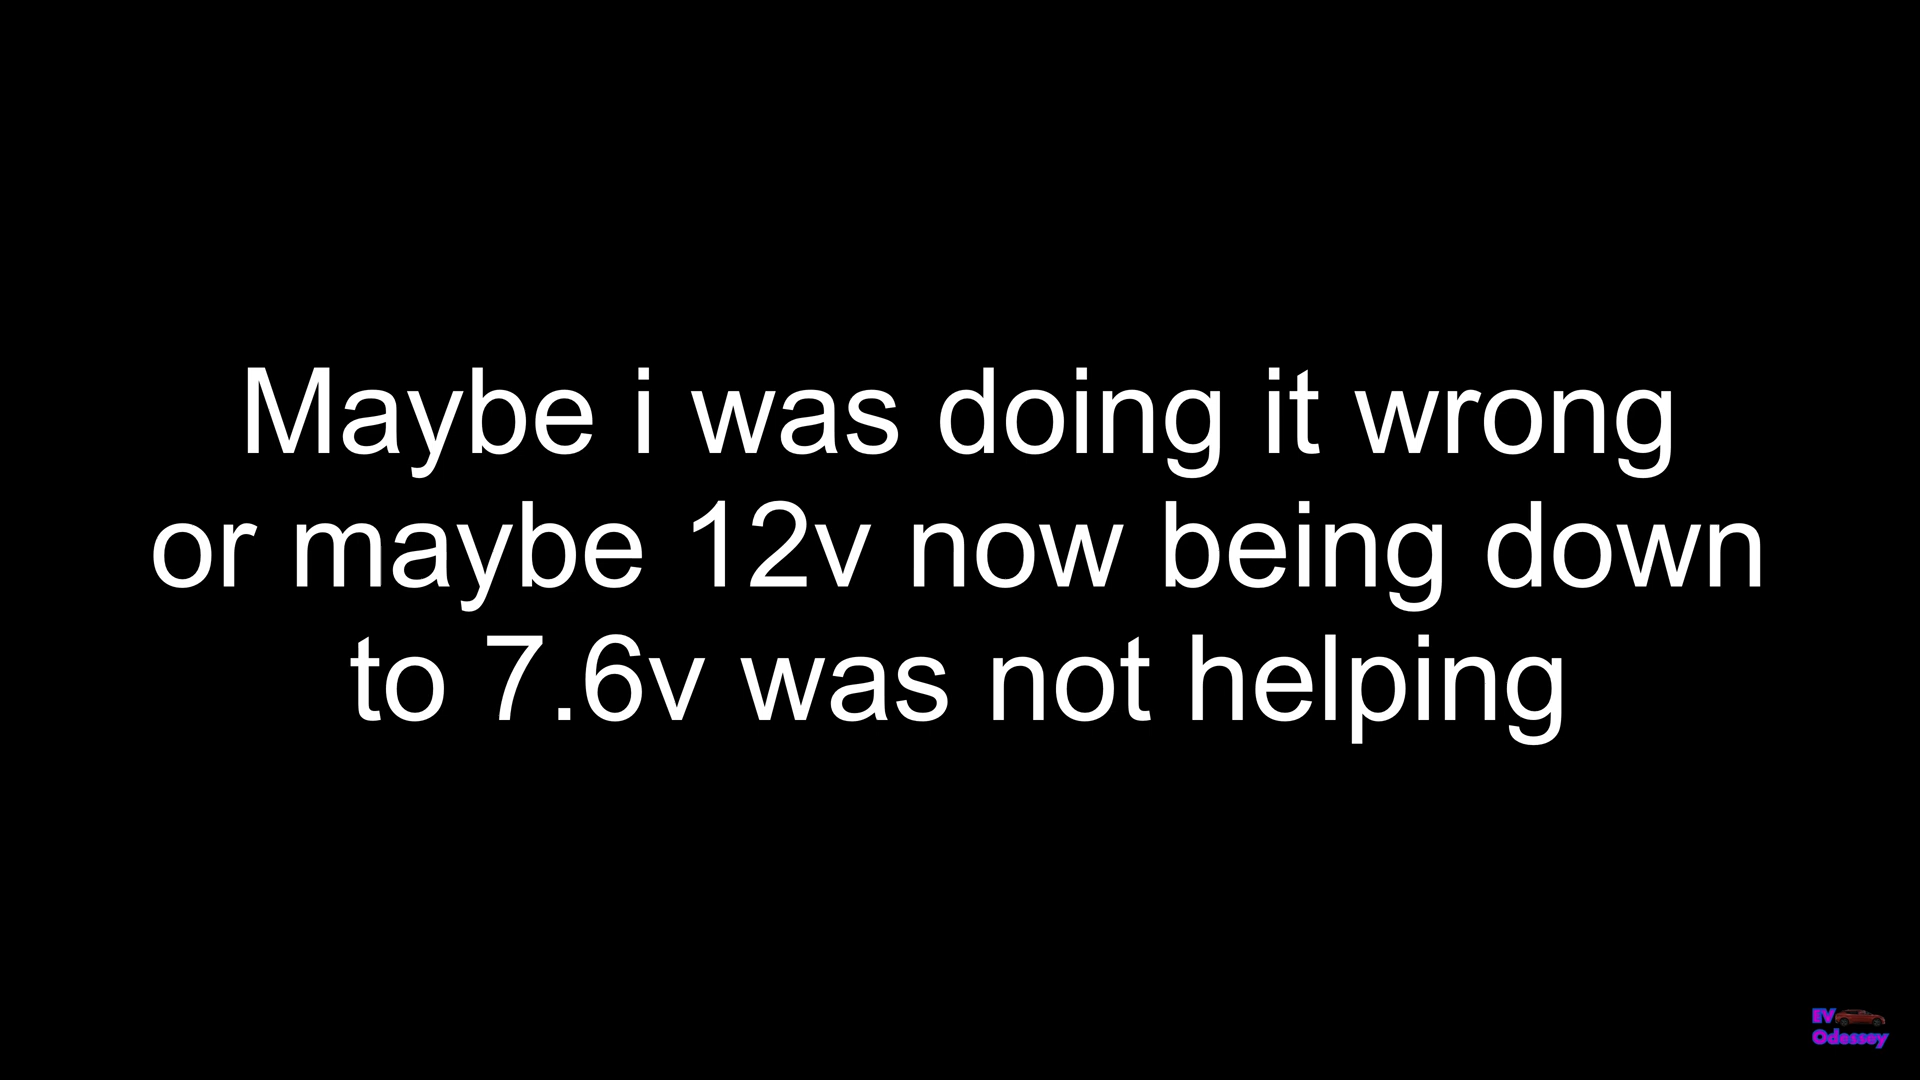 Maybe i was doing it wrong
or maybe 12v now being down
to 7.6v was not helping
EV
Odessey